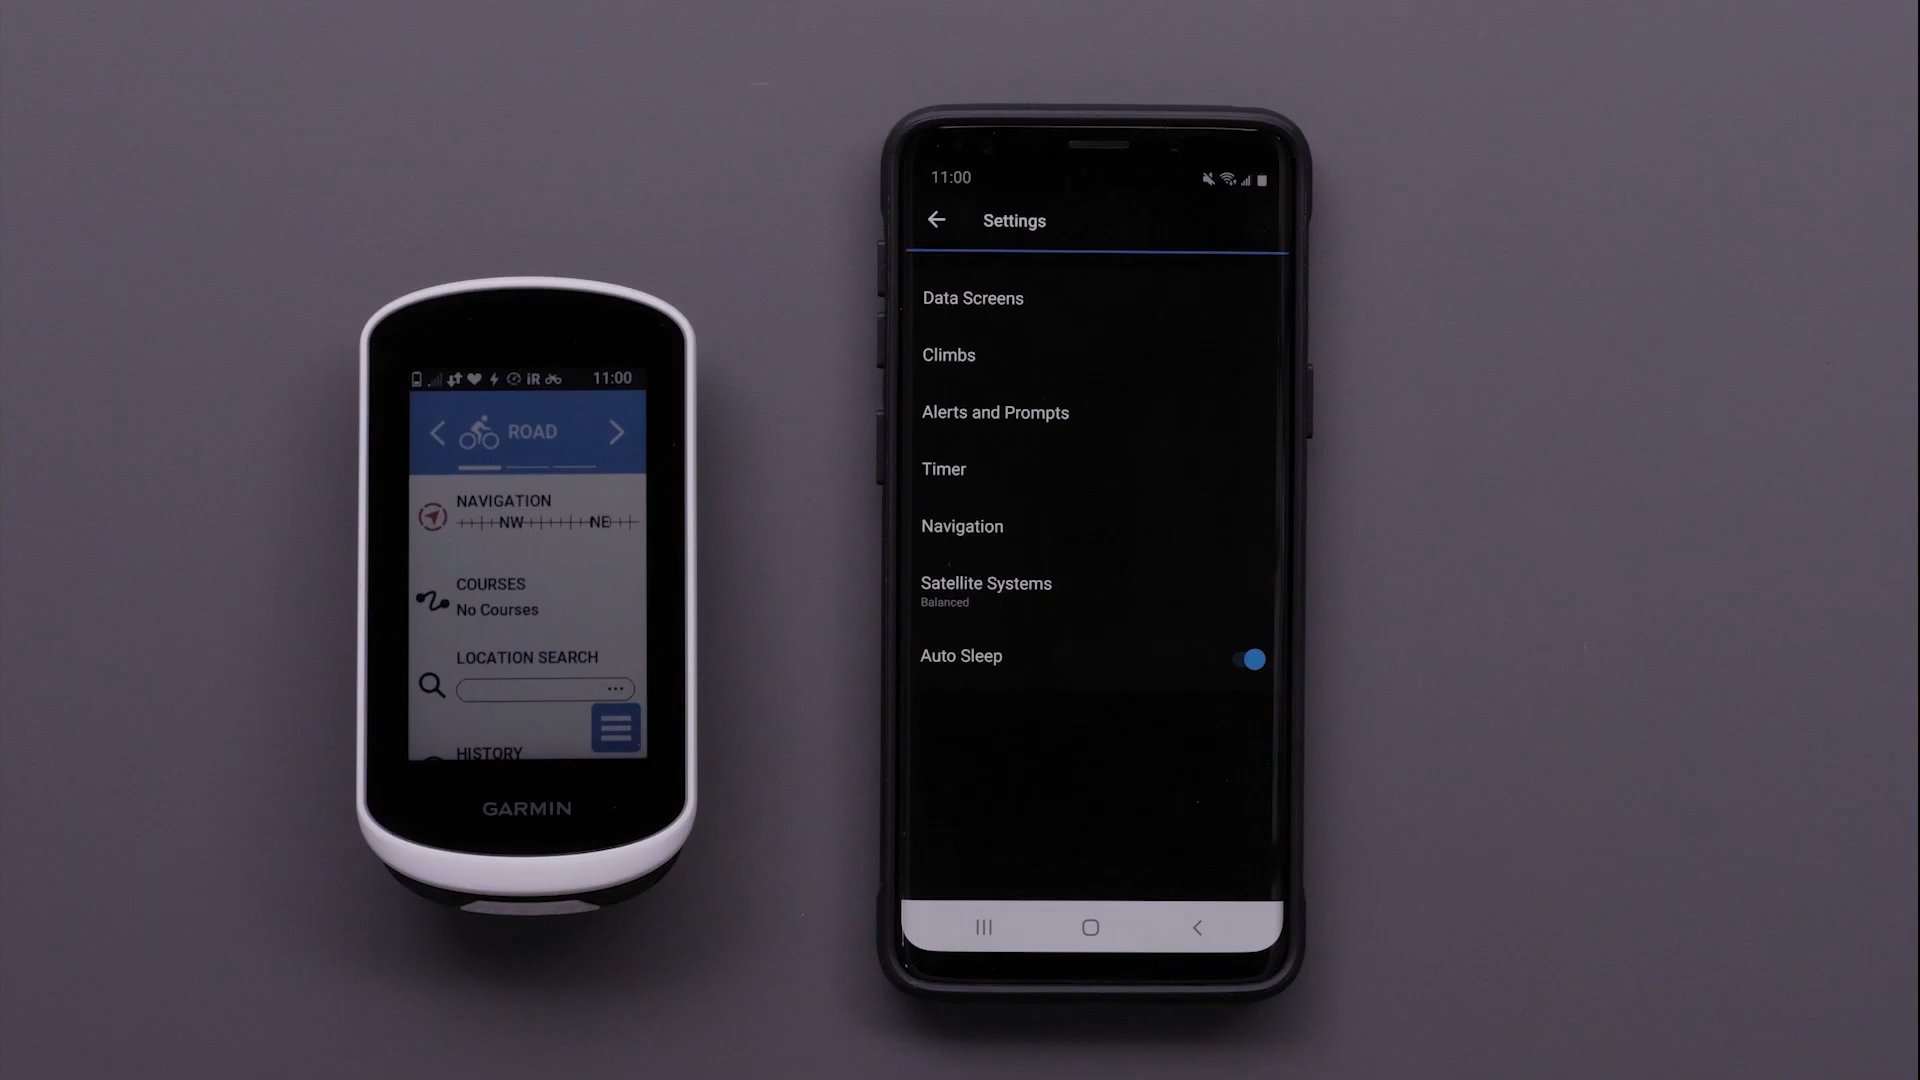 11:00
ROAD
NAVIGATION
NW NE
COURSES
No Courses
LOCATION SEARCH
...
HISTORY
GARMIN
11:00
Settings
Data Screens
Climbs
Alerts and Prompts
Timer
Navigation
Satellite Systems
Balanced
Auto Sleep